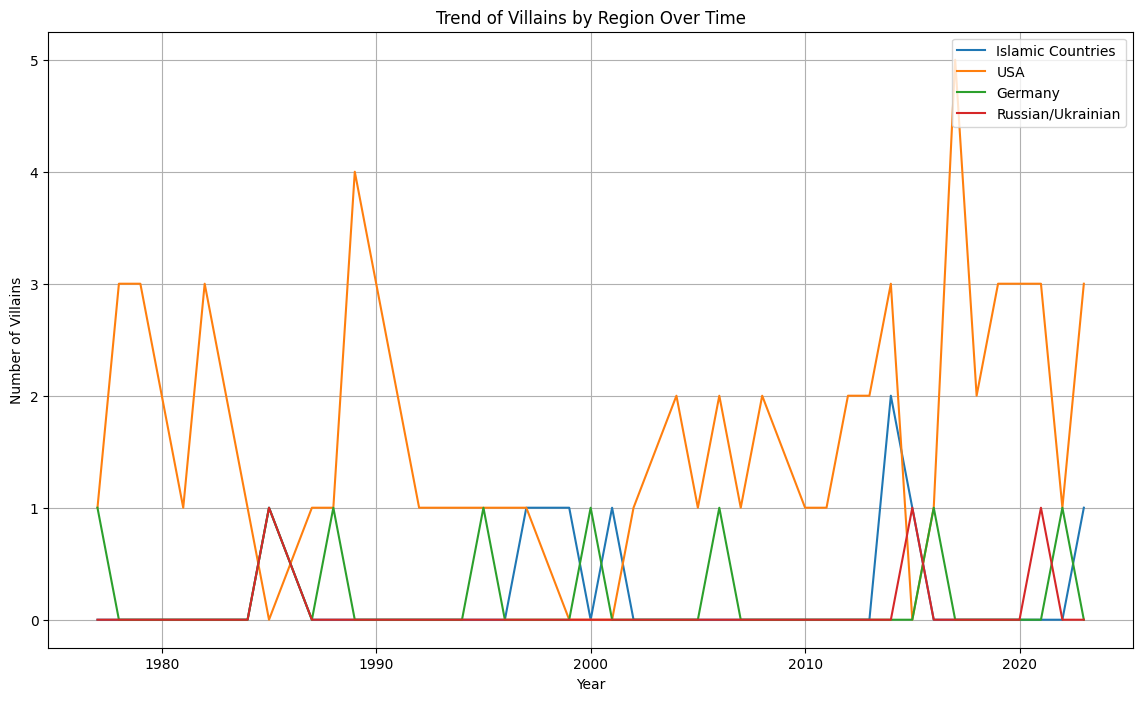 Trend of Villains by Region Over Time
Islamic Countries
USA
Germany
Russian/Ukrainian
Number of Villains
5
4
3
2
1
0
1980 1990 2000 2010 2020
Year